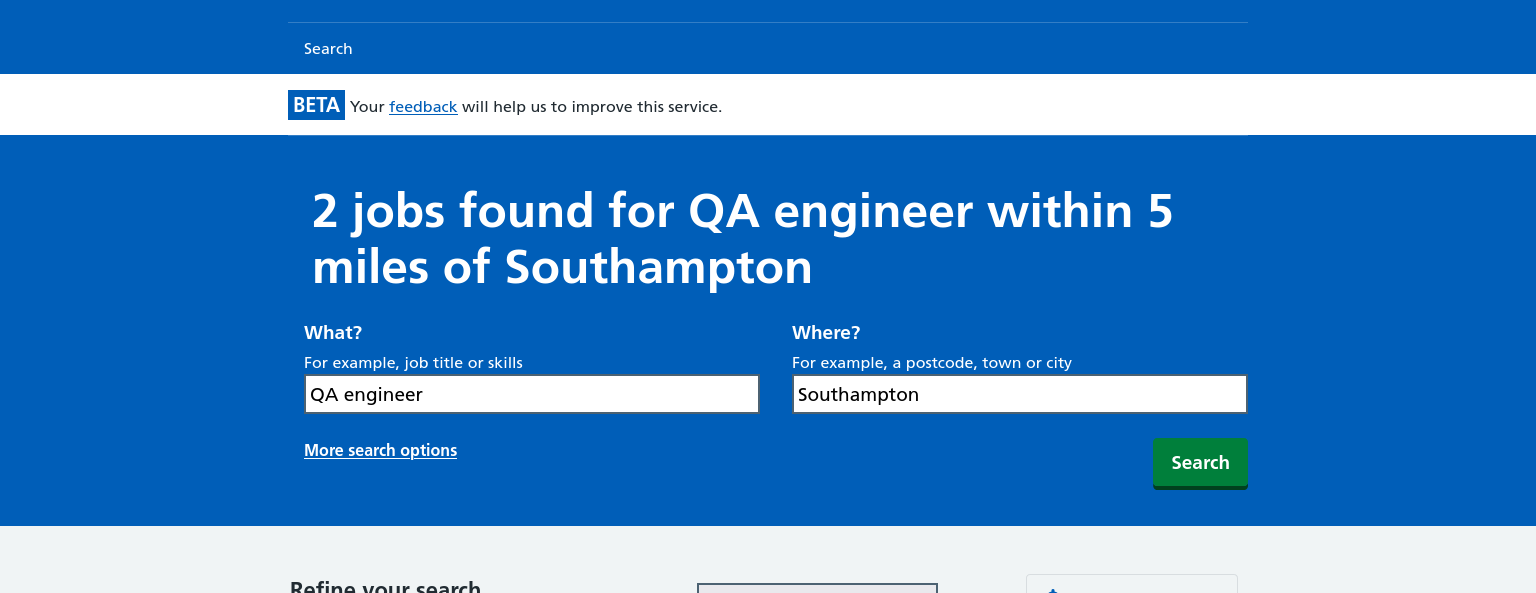 Search
BETA Your feedback will help us to improve this service.
2 jobs found for QA engineer within 5
miles of Southampton
What?
Where?
For example, job title or skills
For example, a postcode, town or city
QA engineer
Southampton
More search options
Search
Refine your search